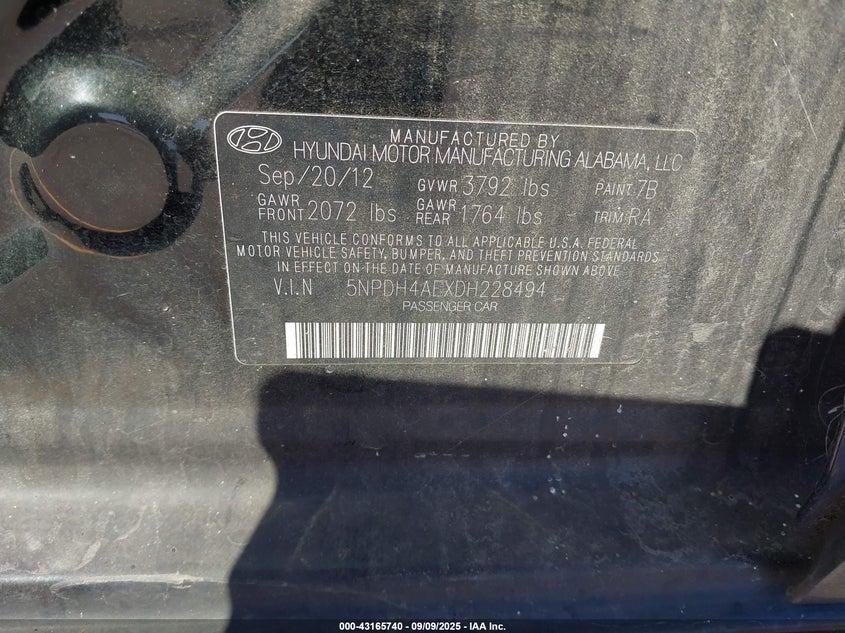 MANUFACTURED BY
HYUNDAI MOTOR MANUFACTURING ALABAMA, LLC
Sep/20/12 GVWR 3792 lbs PAINT 7B
GAWR FRONT 2072 lbs GAWR REAR 1764 lbs TRIM RA
THIS VEHICLE CONFORMS TO ALL APPLICABLE U.S.A. FEDERAL
MOTOR VEHICLE SAFETY, BUMPER, AND THEFT PREVENTION STANDARDS
IN EFFECT ON THE DATE OF MANUFACTURE SHOWN ABOVE
V.I.N 5NPDH4AEXDH228494
PASSENGER CAR
000-43165740 - 09/09/2025 - IAA Inc.